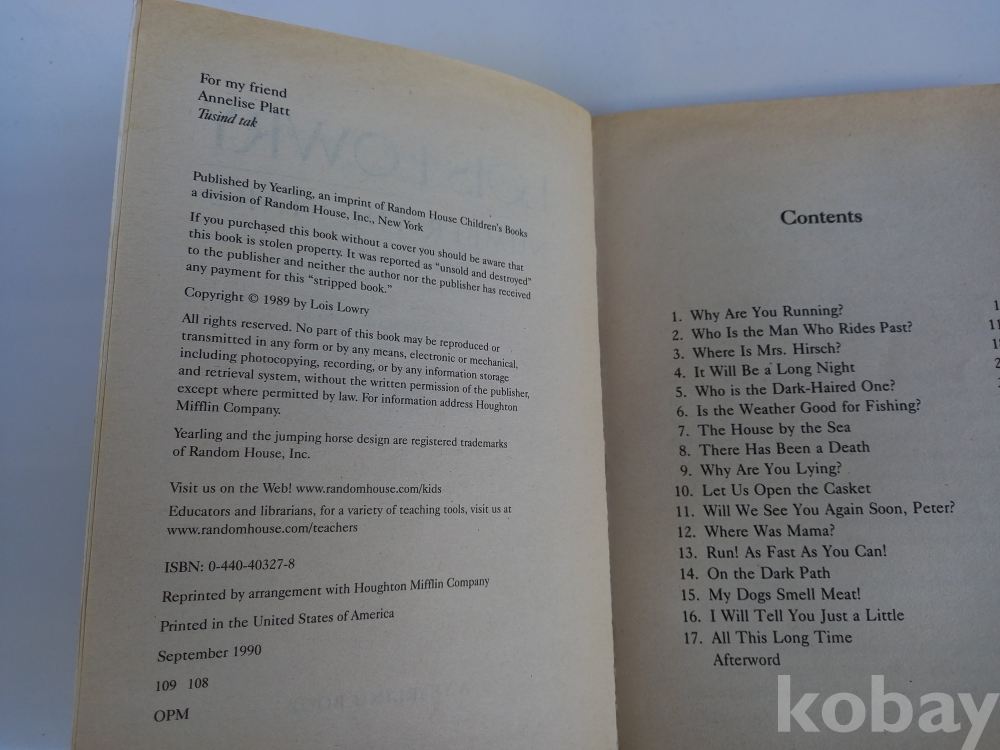 For my friend
Annelise Platt
Tusind tak
Published by Yearling, an imprint of Random House Children's Books
a division of Random House, Inc., New York
If you purchased this book without a cover you should be aware that
this book is stolen property. It was reported as "unsold and destroyed"
to the publisher and neither the author nor the publisher has received
any payment for this "stripped book."
Copyright © 1989 by Lois Lowry
All rights reserved. No part of this book may be reproduced or
transmitted in any form or by any means, electronic or mechanical,
including photocopying, recording, or by any information storage
and retrieval system, without the written permission of the publisher,
except where permitted by law. For information address Houghton
Mifflin Company.
Yearling and the jumping horse design are registered trademarks
of Random House, Inc.
Visit us on the Web! www.randomhouse.com/kids
Educators and librarians, for a variety of teaching tools, visit us at
www.randomhouse.com/teachers
ISBN: 0-440-40327-8
Reprinted by arrangement with Houghton Mifflin Company
Printed in the United States of America
September 1990
109 108
OPM
Contents
1. Why Are You Running?
2. Who Is the Man Who Rides Past?
3. Where Is Mrs. Hirsch?
4. It Will Be a Long Night
5. Who is the Dark-Haired One?
6. Is the Weather Good for Fishing?
7. The House by the Sea
8. There Has Been a Death
9. Why Are You Lying?
10. Let Us Open the Casket
11. Will We See You Again Soon, Peter?
12. Where Was Mama?
13. Run! As Fast As You Can!
14. On the Dark Path
15. My Dogs Smell Meat!
16. I Will Tell You Just a Little
17. All This Long Time
Afterword
kobay